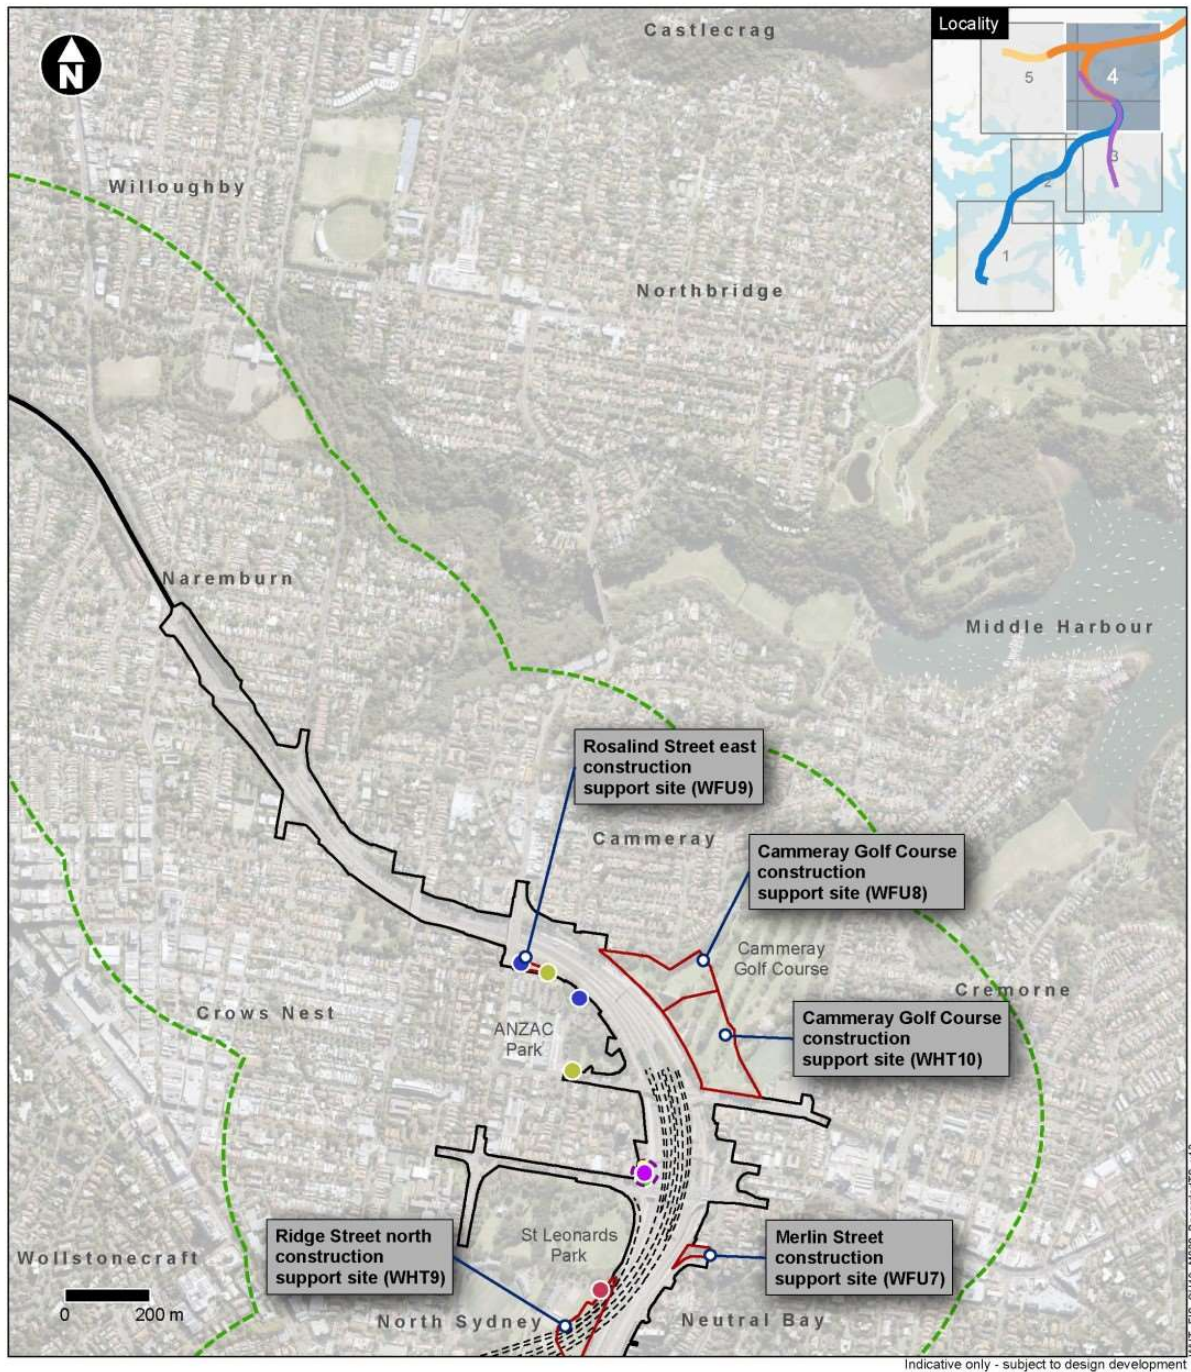 Castlecrag
Locality
N
5
4
3
2
1
Willoughby
Northbridge
Naremburn
Middle Harbour
Rosalind Street east
construction
support site (WFU9)
Cammeray
Cammeray Golf Course
construction
support site (WFU8)
Cammeray
Golf Course
Cremorne
Crows Nest
ANZAC
Park
Cammeray Golf Course
construction
support site (WHT10)
Ridge Street north
construction
support site (WHT9)
St Leonards
Park
Merlin Street
construction
support site (WFU7)
Wollstonecraft
0 200 m
North Sydney
Neutral Bay
Indicative only - subject to design development